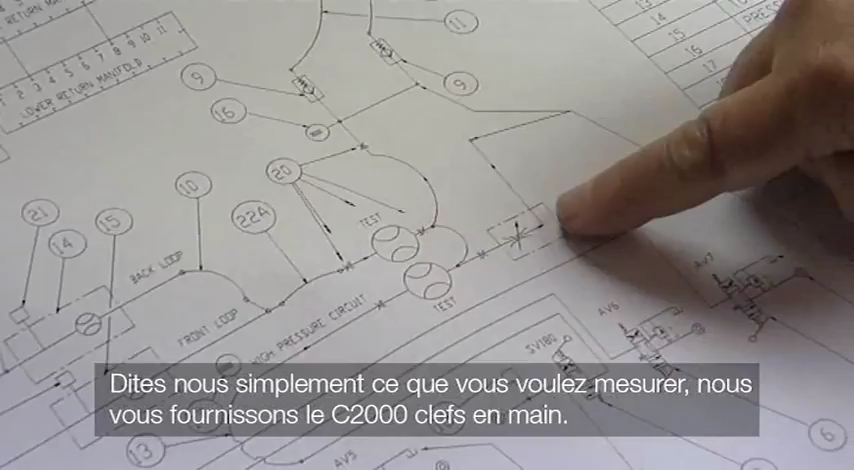 RETURN MA
11
13
14
15
16
17
PRESS
1 2 3 4 5 6 7 8 9 10 11
LOWER RETURN MANIFOLD
9
9
16
20
10
21
14
15
22A
TEST
BACK LOOP
TEST
FRONT LOOP
HIGH PRESSURE CIRCUIT
AV7
AV6
SV180
6
13
AV5
Dites nous simplement ce que vous voulez mesurer, nous
vous fournissons le C2000 clefs en main.